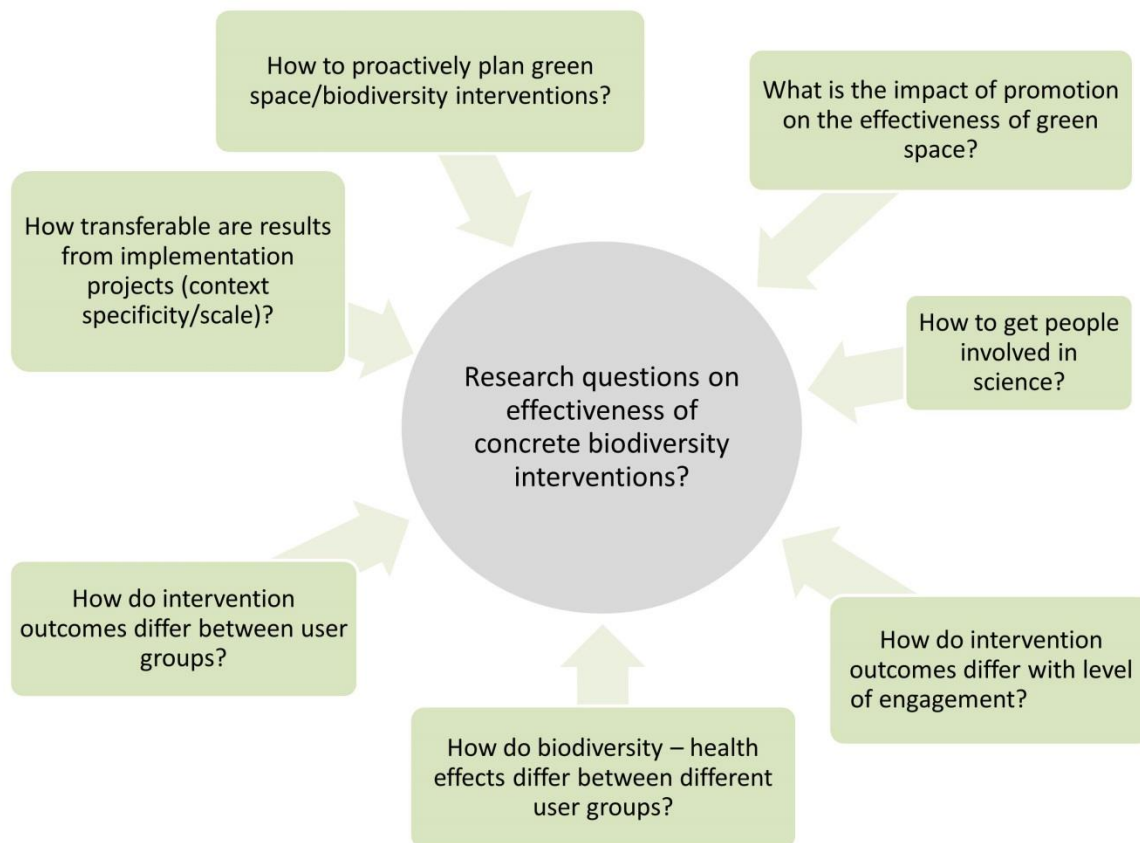 How to proactively plan green
space/biodiversity interventions?
What is the impact of promotion
on the effectiveness of green
space?
How transferable are results
from implementation
projects (context
specificity/scale)?
How to get people
involved in
science?
Research questions on
effectiveness of
concrete biodiversity
interventions?
How do intervention
outcomes differ between user
groups?
How do intervention
outcomes differ with level
of engagement?
How do biodiversity – health
effects differ between different
user groups?